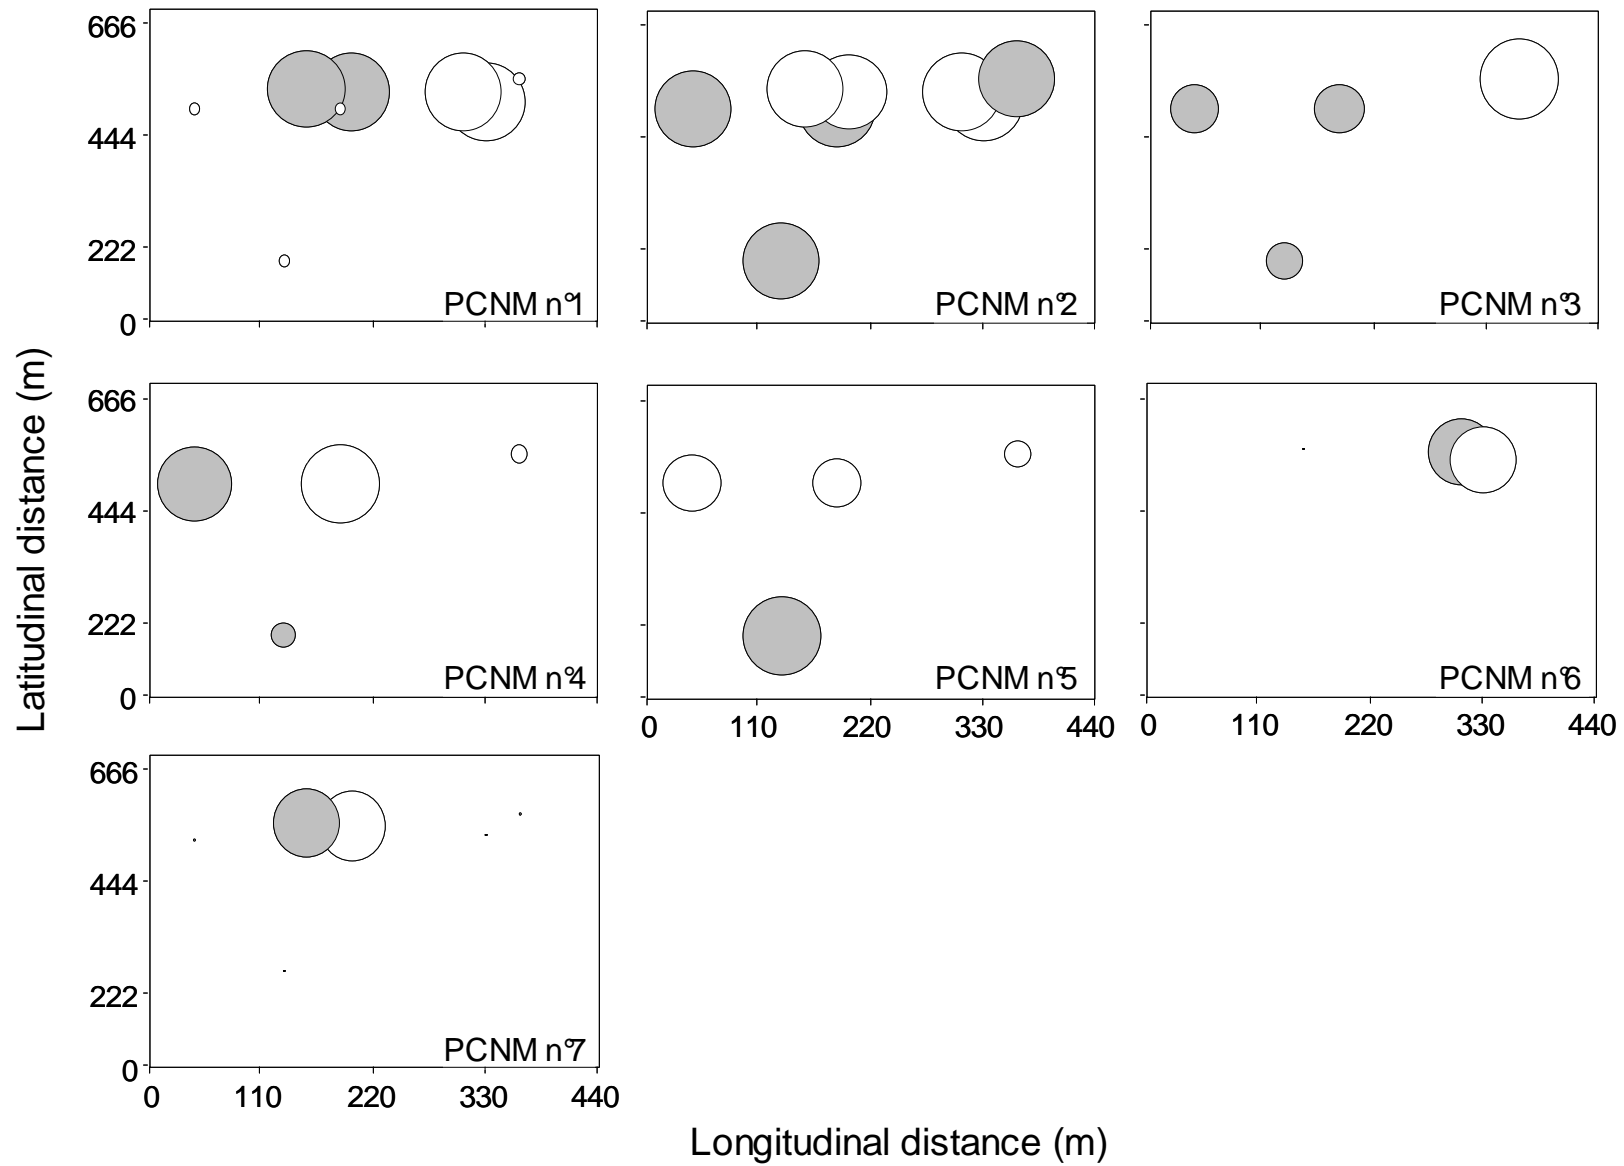 666
444
222
0
PCNM n°1
PCNM n°2
PCNM n°3
Latitudinal distance (m)
666
444
222
0
PCNM n°4
PCNM n°5
PCNM n°6
0 110 220 330 440
0 110 220 330 440
666
444
222
0
PCNM n°7
0 110 220 330 440
Longitudinal distance (m)